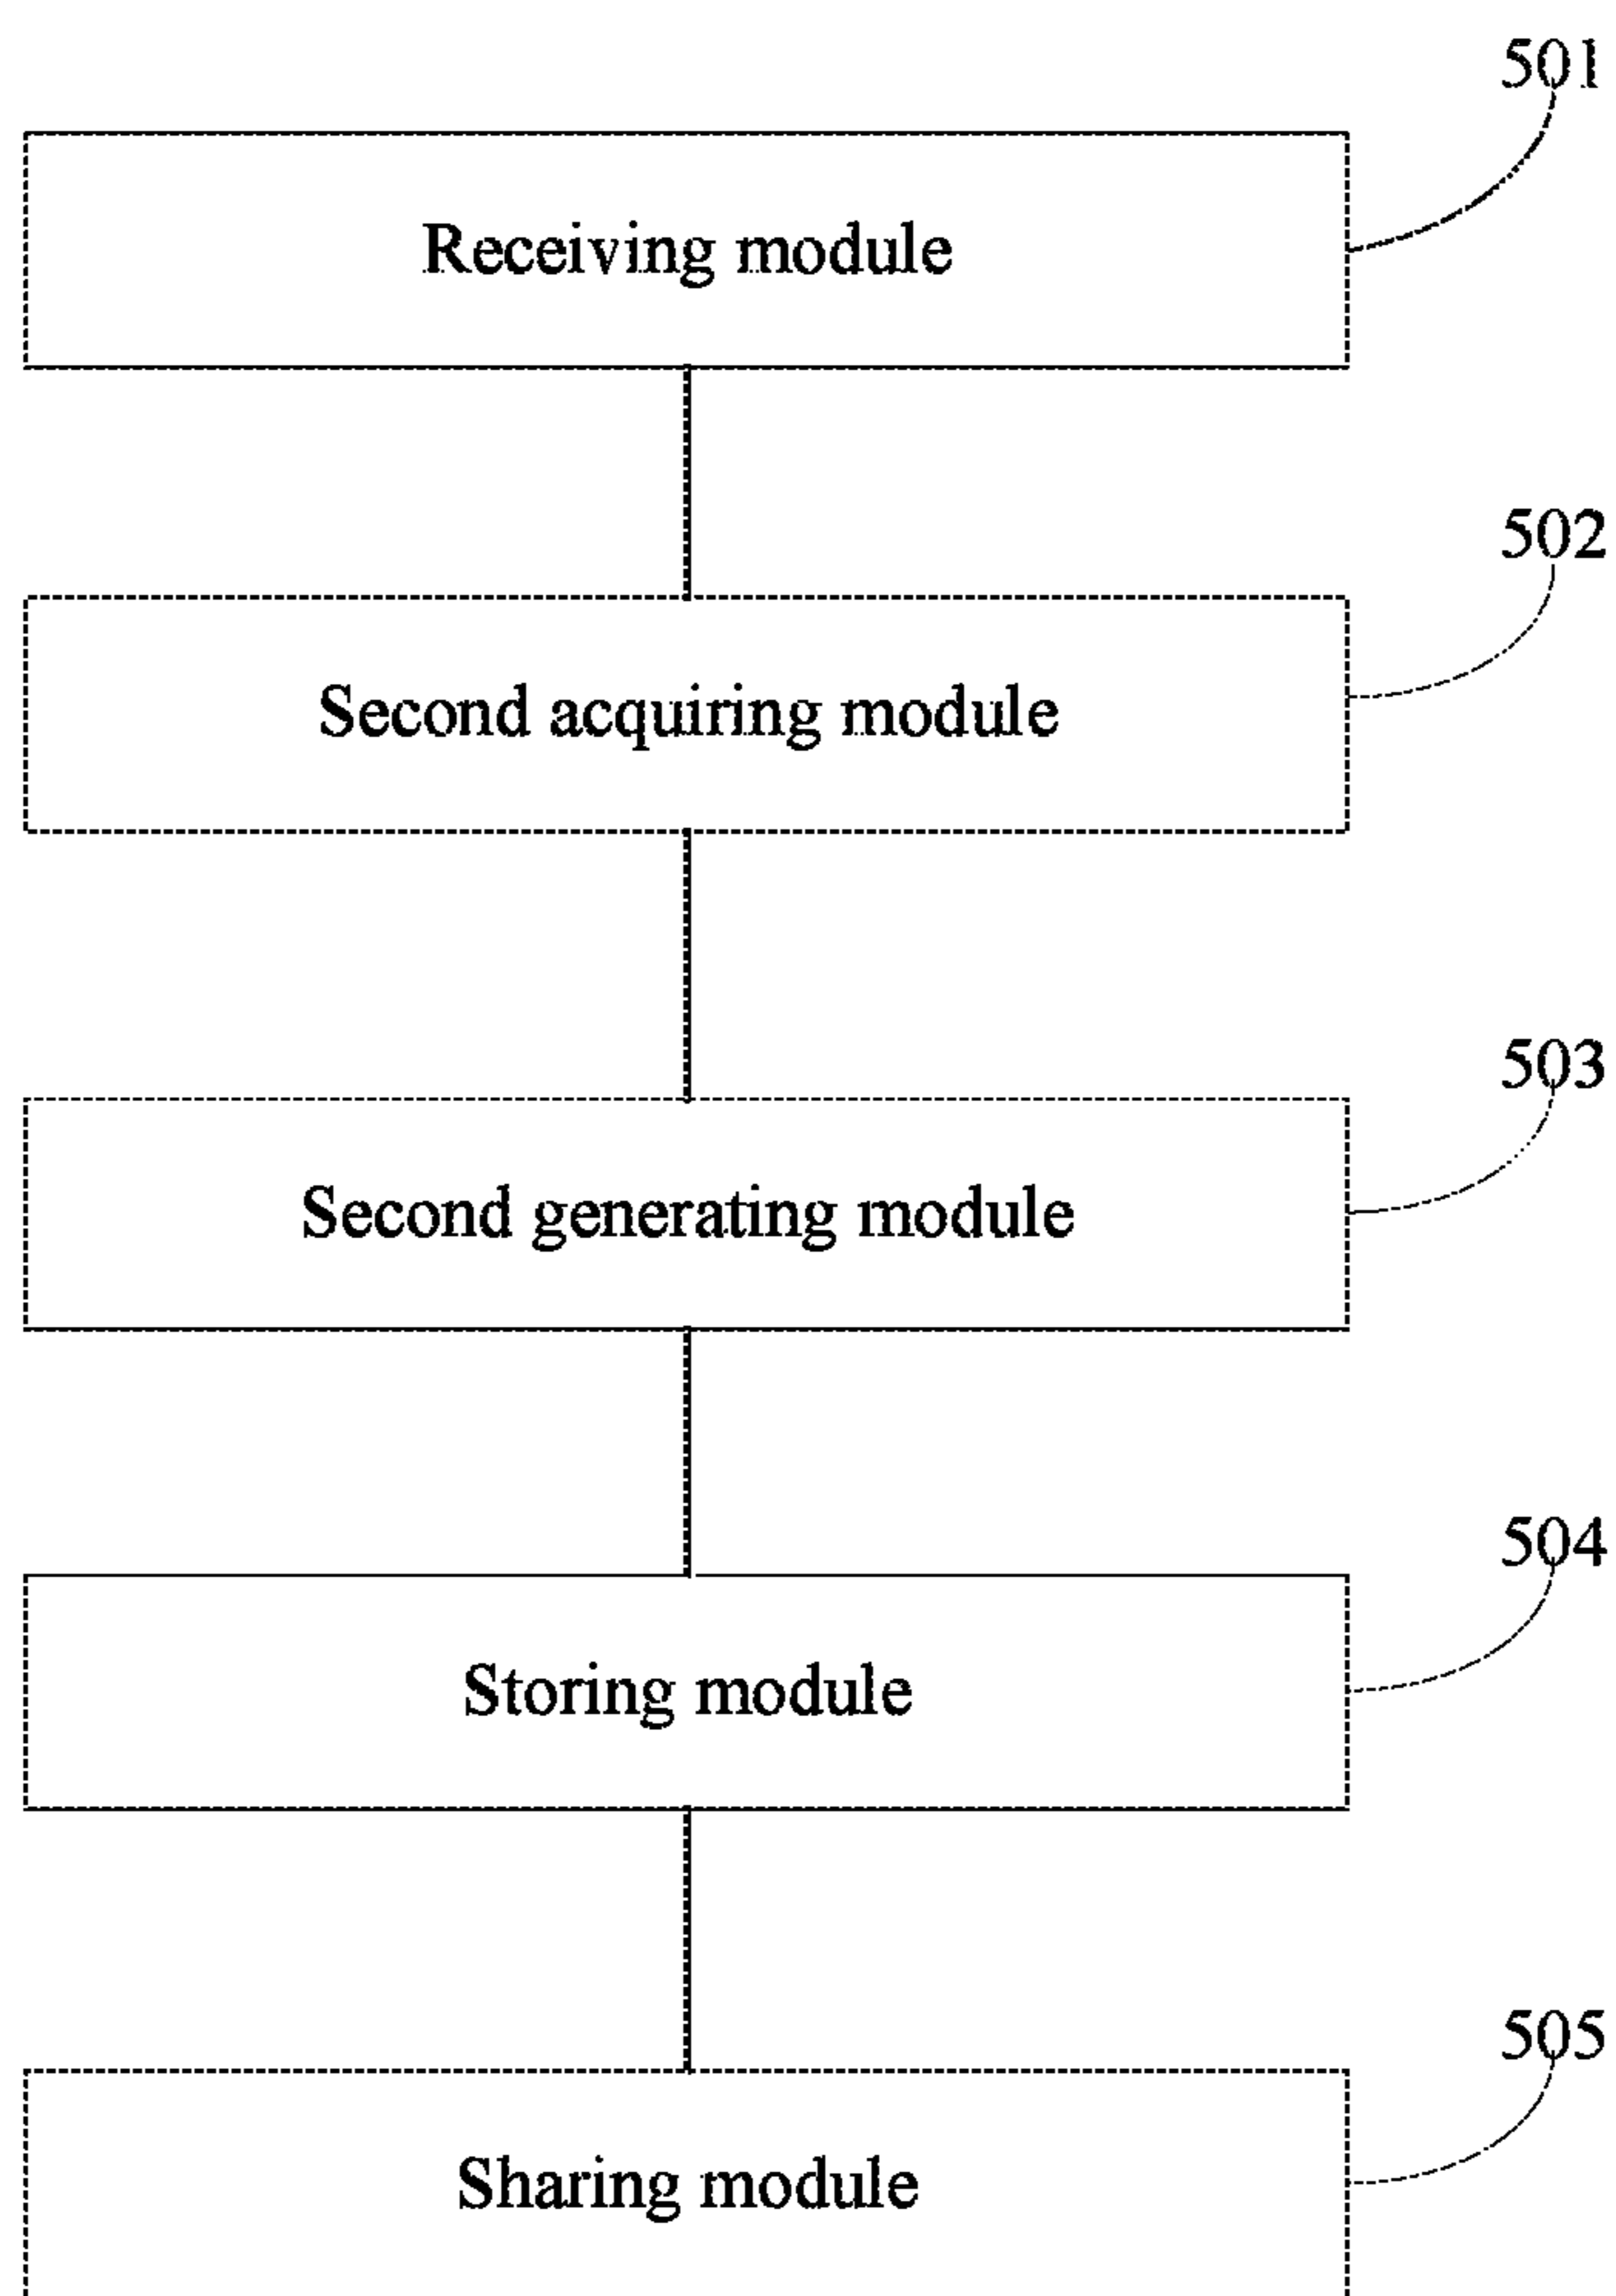 501
Receiving module
502
Second acquiring module
503
Second generating module
504
Storing module
505
Sharing module